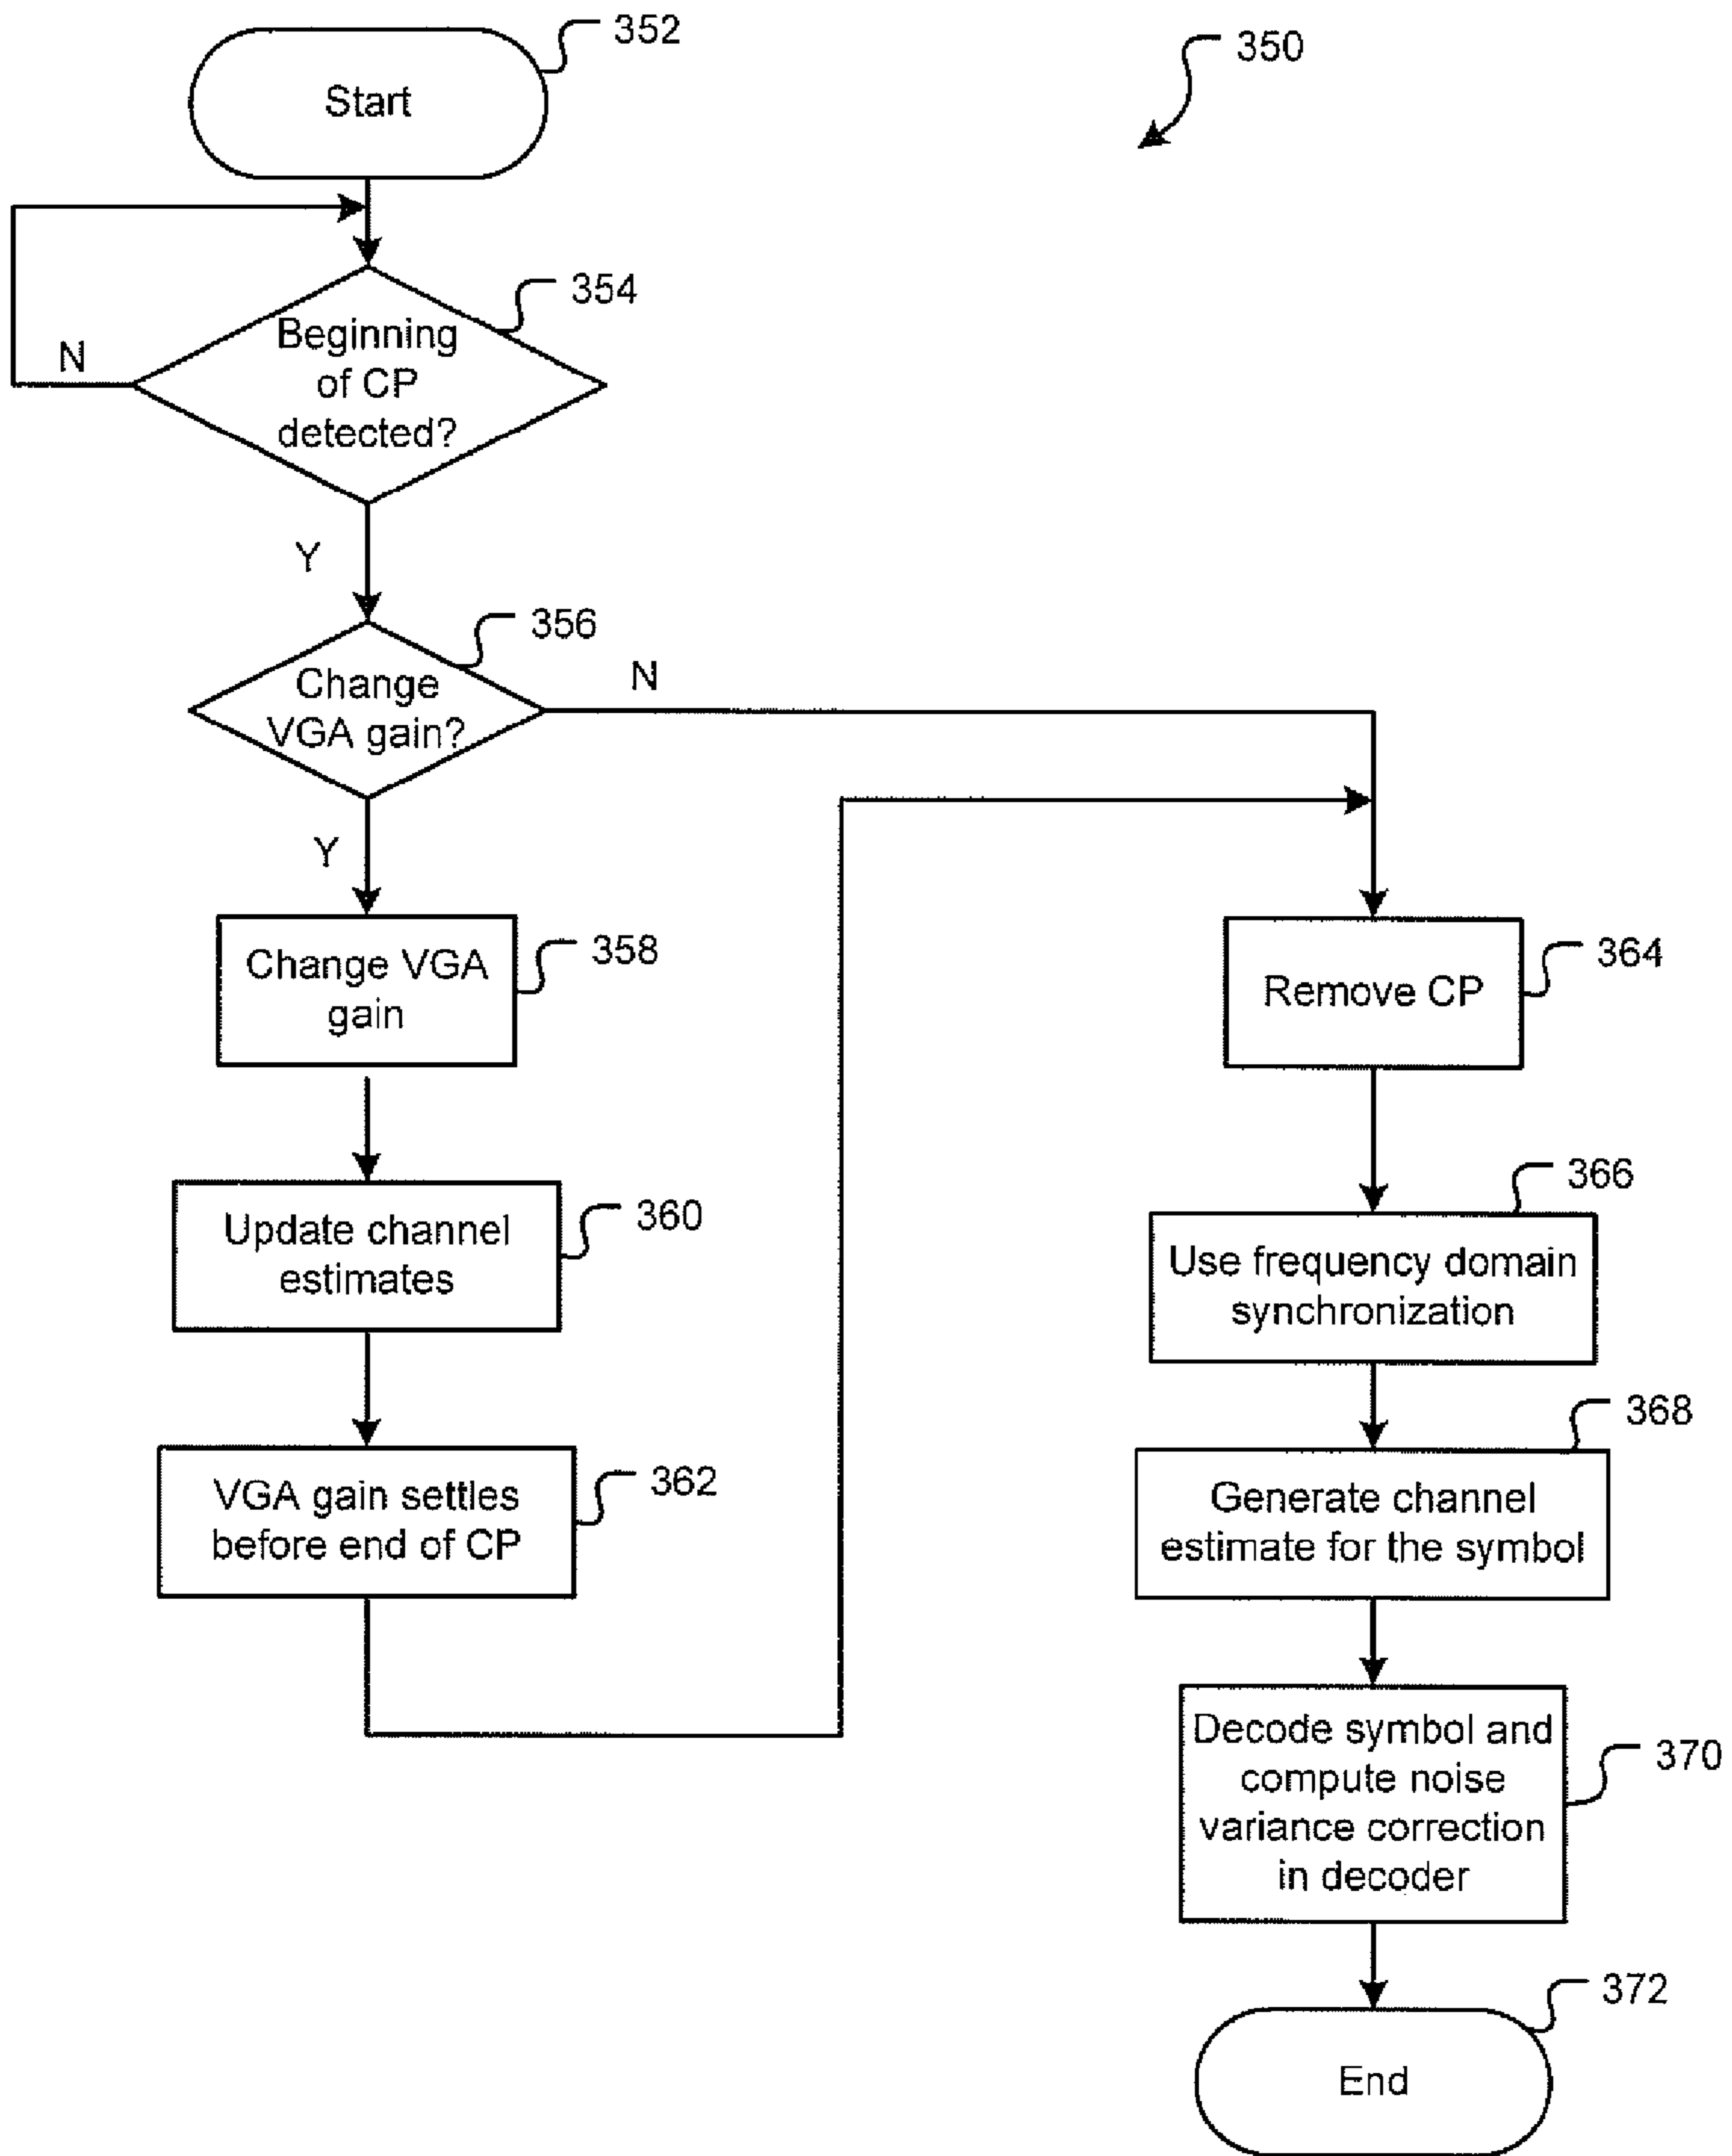 352
350
Start
354
Beginning
of CP
detected?
N
Y
356
Change
VGA gain?
N
Y
358
Change VGA
gain
360
Update channel
estimates
362
VGA gain settles
before end of CP
364
Remove CP
366
Use frequency domain
synchronization
368
Generate channel
estimate for the symbol
370
Decode symbol and
compute noise
variance correction
in decoder
372
End